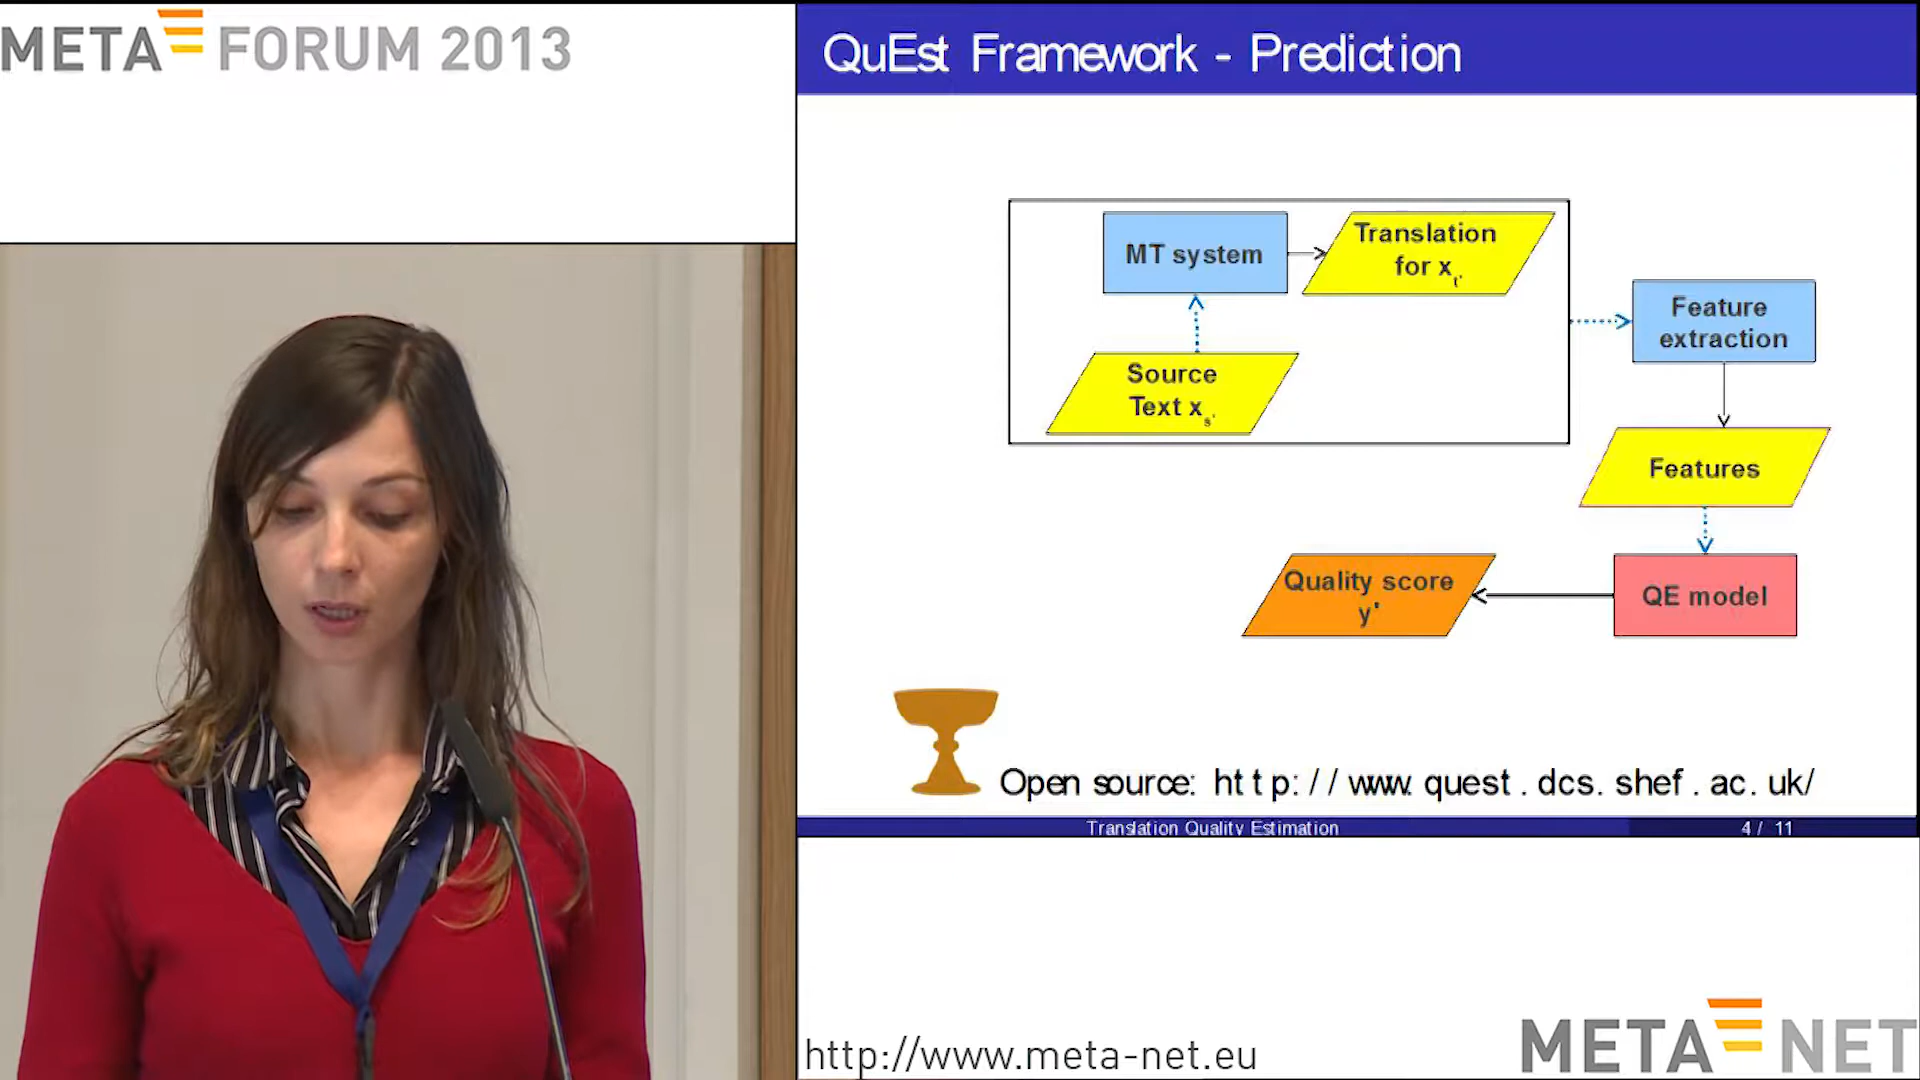 META FORUM 2013
QuEst Framework - Prediction
MT system
Translation
for x t'
Source
Text x s'
Feature
extraction
Features
Quality score
y'
QE model
Open source: http://www.quest.dcs.shef.ac.uk/
Translation Quality Estimation 4 / 11
http://www.meta-net.eu
META NET